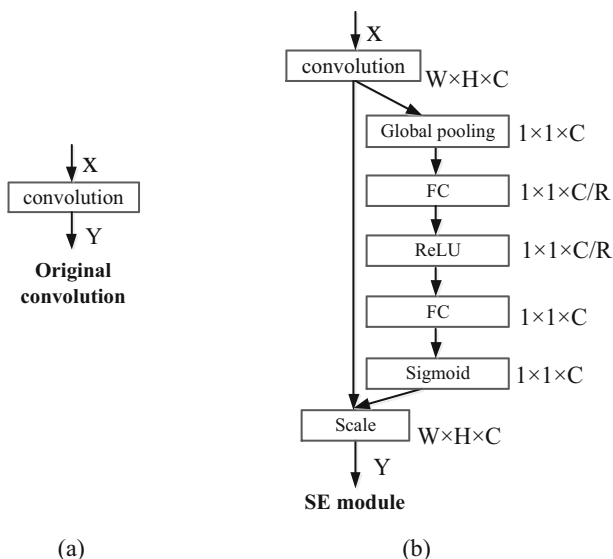 X
convolution
Y
Original
convolution
(a)
X
convolution
W×H×C
Global pooling
1×1×C
FC
1×1×C/R
ReLU
1×1×C/R
FC
1×1×C
Sigmoid
1×1×C
Scale
W×H×C
Y
SE module
(b)